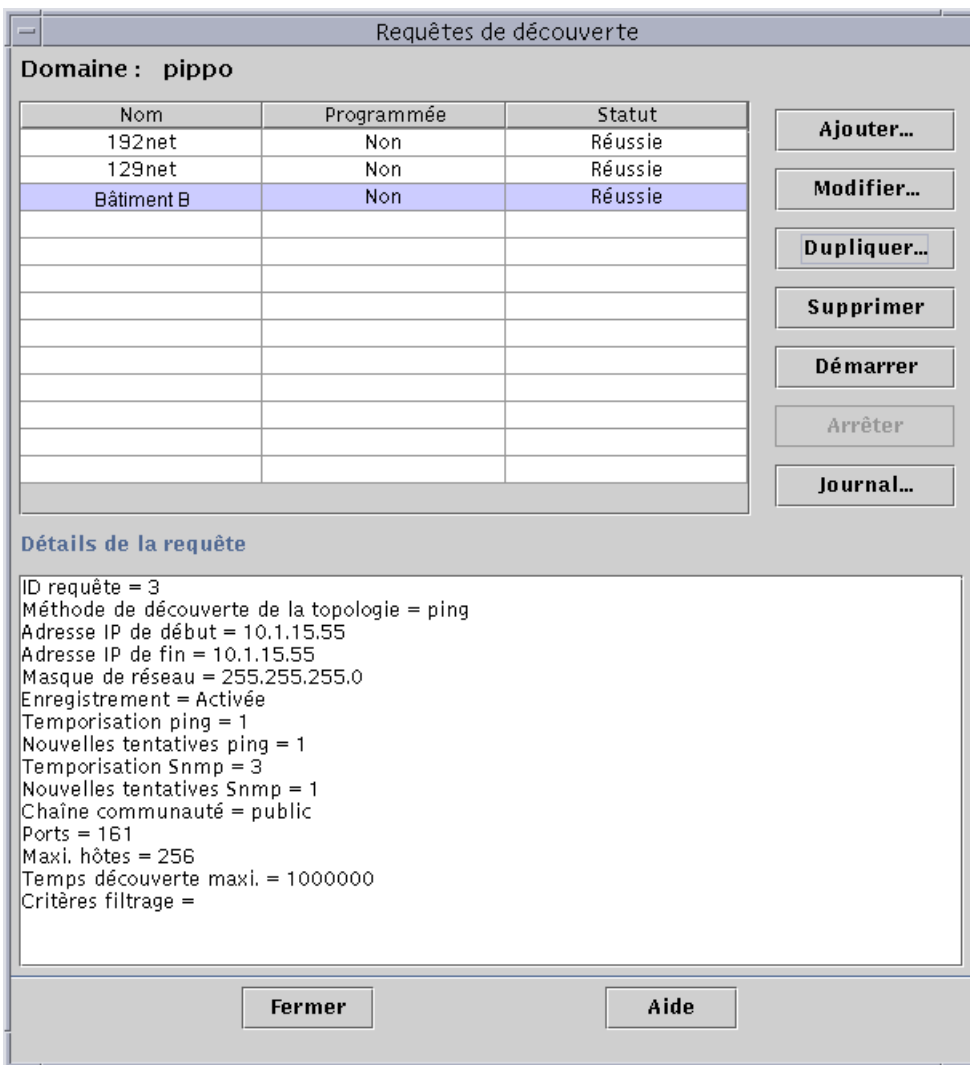 Requêtes de découverte
Domaine : pippo
Nom Programmée Statut
192net Non Réussie
129net Non Réussie
Bâtiment B Non Réussie
Ajouter...
Modifier...
Dupliquer...
Supprimer
Démarrer
Arrêter
Journal...
Détails de la requête
ID requête = 3
Méthode de découverte de la topologie = ping
Adresse IP de début = 10.1.15.55
Adresse IP de fin = 10.1.15.55
Masque de réseau = 255.255.255.0
Enregistrement = Activée
Temporisation ping = 1
Nouvelles tentatives ping = 1
Temporisation Snmp = 3
Nouvelles tentatives Snmp = 1
Chaîne communauté = public
Ports = 161
Maxi. hôtes = 256
Temps découverte maxi. = 1000000
Critères filtrage =
Fermer Aide